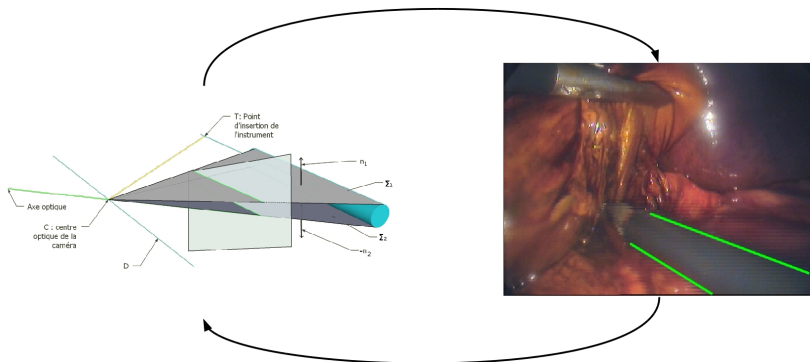 T: Point
d'insertion de
l'instrument
n₁
Σ₁
Axe optique
C : centre
optique de la
caméra
Σ₂
-n₂
D